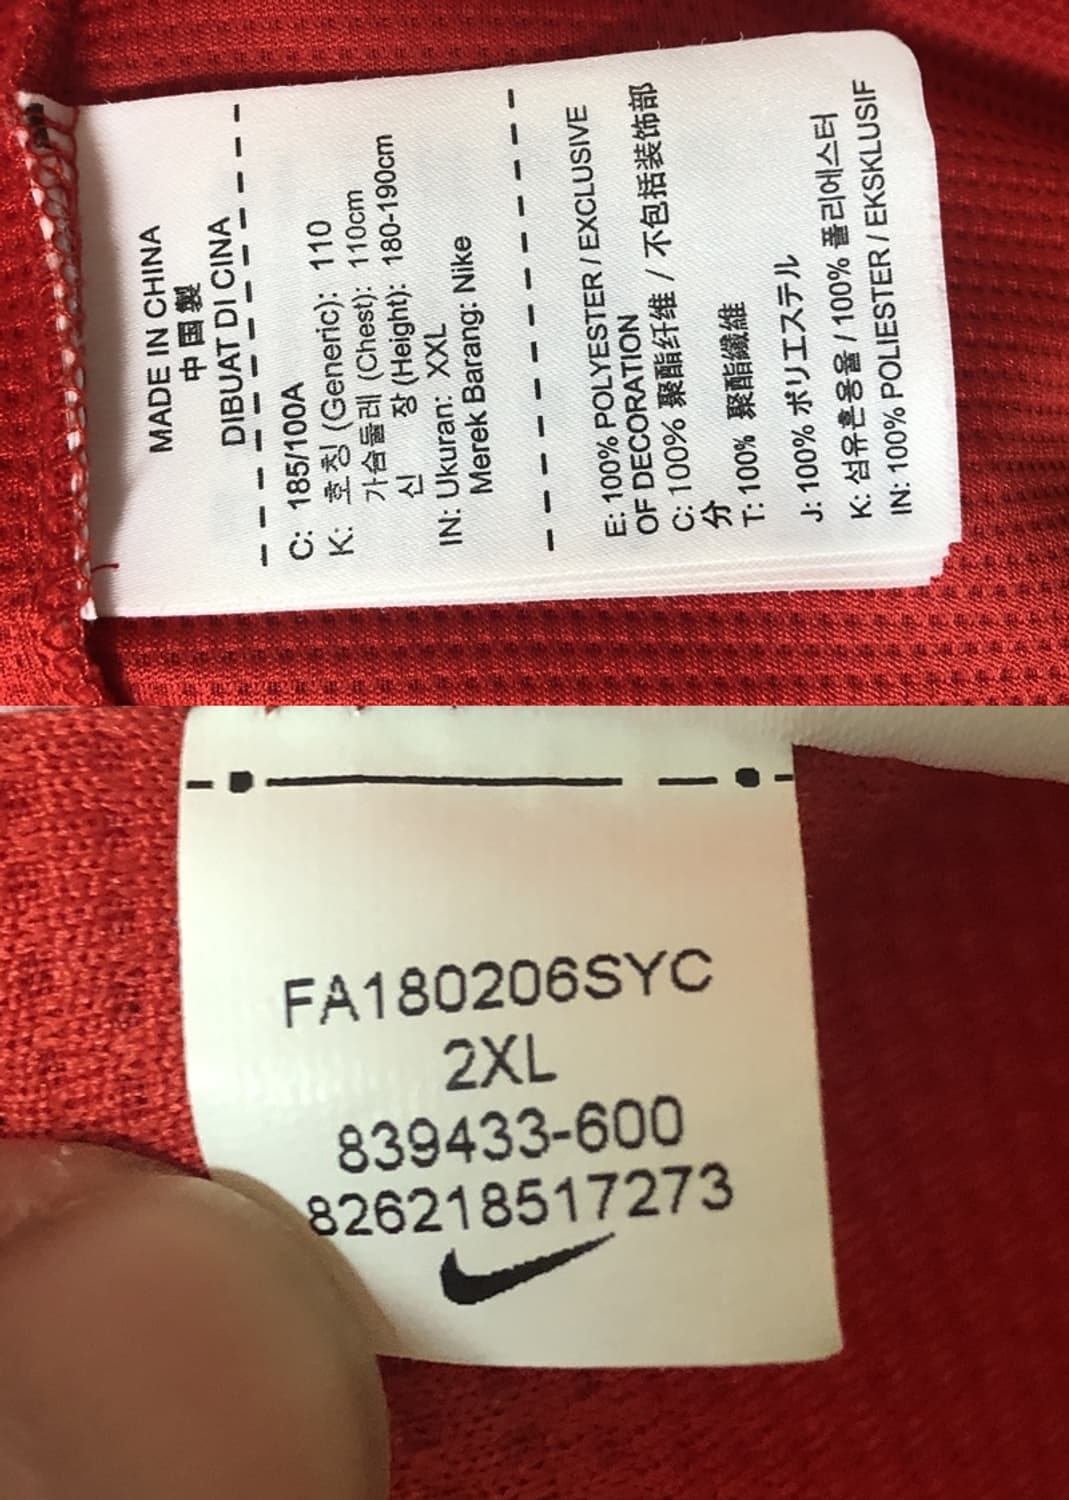 MADE IN CHINA
中国製
DIBUAT DI CINA
C: 185/100A
K: 호칭 (Generic): 110
가슴둘레 (Chest): 110cm
신 장 (Height): 180-190cm
IN: Ukuran: XXL
Merek Barang: Nike
E: 100% POLYESTER / EXCLUSIVE
OF DECORATION
C: 100% 聚酯纤维 / 不包括装饰部
分
T: 100% 聚酯纖維
J: 100% ポリエステル
K: 섬유혼용율 / 100% 폴리에스터
IN: 100% POLIESTER / EKSKLUSIF
FA180206SYC
2XL
839433-600
826218517273